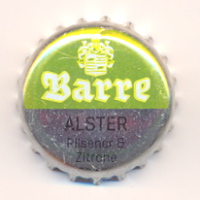 Barre
ALSTER
Pilsener &
Zitrone